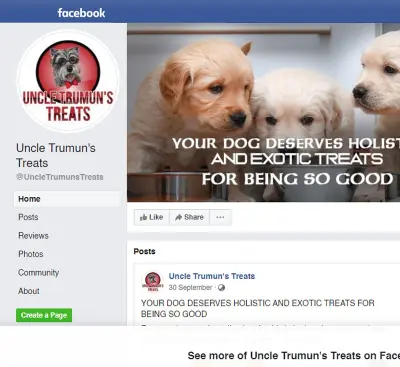 facebook
UNCLE TRUMUN'S
TREATS
YOUR DOG DESERVES HOLIST
AND EXOTIC TREATS
FOR BEING SO GOOD
Uncle Trumun's
Treats
@UncleTrumunsTreats
Home
Posts
Reviews
Photos
Community
About
Create a Page
Like
Share
Posts
Uncle Trumun's Treats
30 September ·
YOUR DOG DESERVES HOLISTIC AND EXOTIC TREATS FOR
BEING SO GOOD
See more of Uncle Trumun's Treats on Face